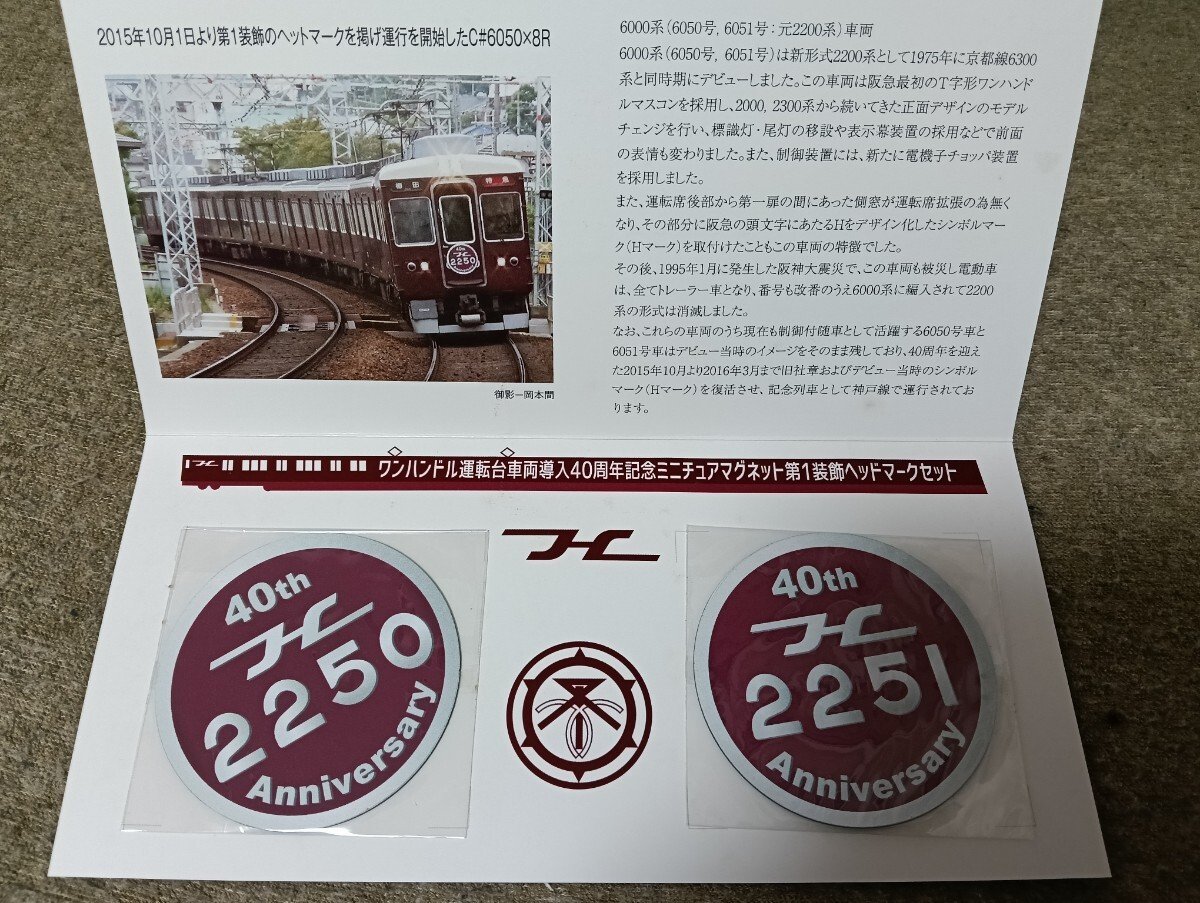 2015年10月1日より第1装飾のヘットマークを掲げ運行を開始したC#6050×8R
梅田
特急
40th
2250
御影ー岡本間
6000系(6050号, 6051号:元2200系)車両
6000系(6050号, 6051号)は新形式2200系として1975年に京都線6300
系と同時期にデビューしました。この車両は阪急最初のT字形ワンハンド
ルマスコンを採用し、2000, 2300系から続いてきた正面デザインのモデル
チェンジを行い、標識灯・尾灯の移設や表示幕装置の採用などで前面
の表情も変わりました。また、制御装置には、新たに電機子チョッパ装置
を採用しました。
また、運転席後部から第一扉の間にあった側窓が運転席拡張の為無く
なり、その部分に阪急の頭文字にあたるHをデザイン化したシンボルマー
ク(Hマーク)を取付けたこともこの車両の特徴でした。
その後、1995年1月に発生した阪神大震災で、この車両も被災し電動車
は、全てトレーラー車となり、番号も改番のうえ6000系に編入されて2200
系の形式は消滅しました。
なお、これらの車両のうち現在も制御付随車として活躍する6050号車と
6051号車はデビュー当時のイメージをそのまま残しており、40周年を迎え
た2015年10月より2016年3月まで旧社章およびデビュー当時のシンボル
マーク(Hマーク)を復活させ、記念列車として神戸線で運行されてお
ります。
ワンハンドル運転台車両導入40周年記念ミニチュアマグネット第1装飾ヘッドマークセット
40th
2250
Anniversary
40th
2251
Anniversary